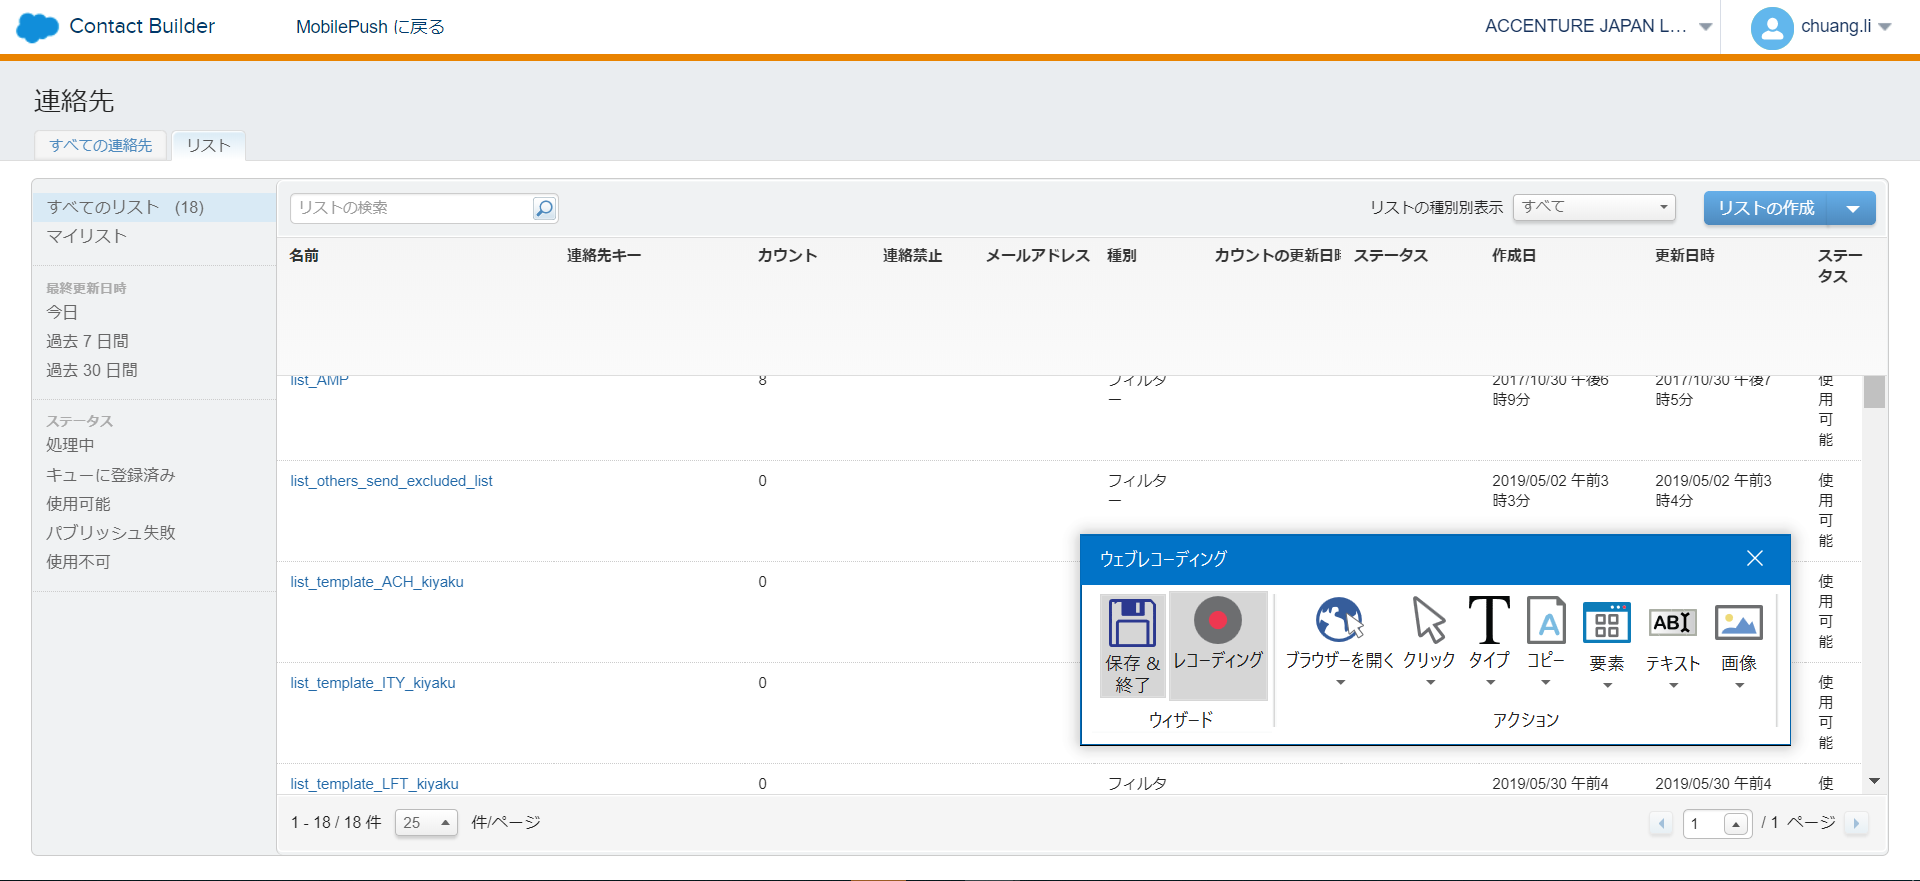 Contact Builder
MobilePush に戻る
ACCENTURE JAPAN L...
chuang.li
連絡先
すべての連絡先
リスト
すべてのリスト (18)
マイリスト
最終更新日時
今日
過去 7 日間
過去 30 日間
ステータス
処理中
キューに登録済み
使用可能
パブリッシュ失敗
使用不可
リストの検索
リストの種別別表示
すべて
リストの作成
名前 連絡先キー カウント 連絡禁止 メールアドレス 種別 カウントの更新日時 ステータス 作成日 更新日時 ステー
タス
list_AMP 8 フィルタ 2017/10/30 午後6 2017/10/30 午後7 使
ー 時9分 時5分 用
可
能
list_others_send_excluded_list 0 フィルタ 2019/05/02 午前3 2019/05/02 午前3 使
ー 時3分 時4分 用
可
能
list_template_ACH_kiyaku 0 使
用
可
能
list_template_ITY_kiyaku 0 使
用
可
能
list_template_LFT_kiyaku 0 フィルタ 2019/05/30 午前4 2019/05/30 午前4 使
1 - 18 / 18 件 25 件/ページ
1 / 1 ページ
ウェブレコーディング
保存 &
終了
レコーディング
ウィザード
ブラウザーを開く
クリック
タイプ
コピー
要素
テキスト
画像
アクション